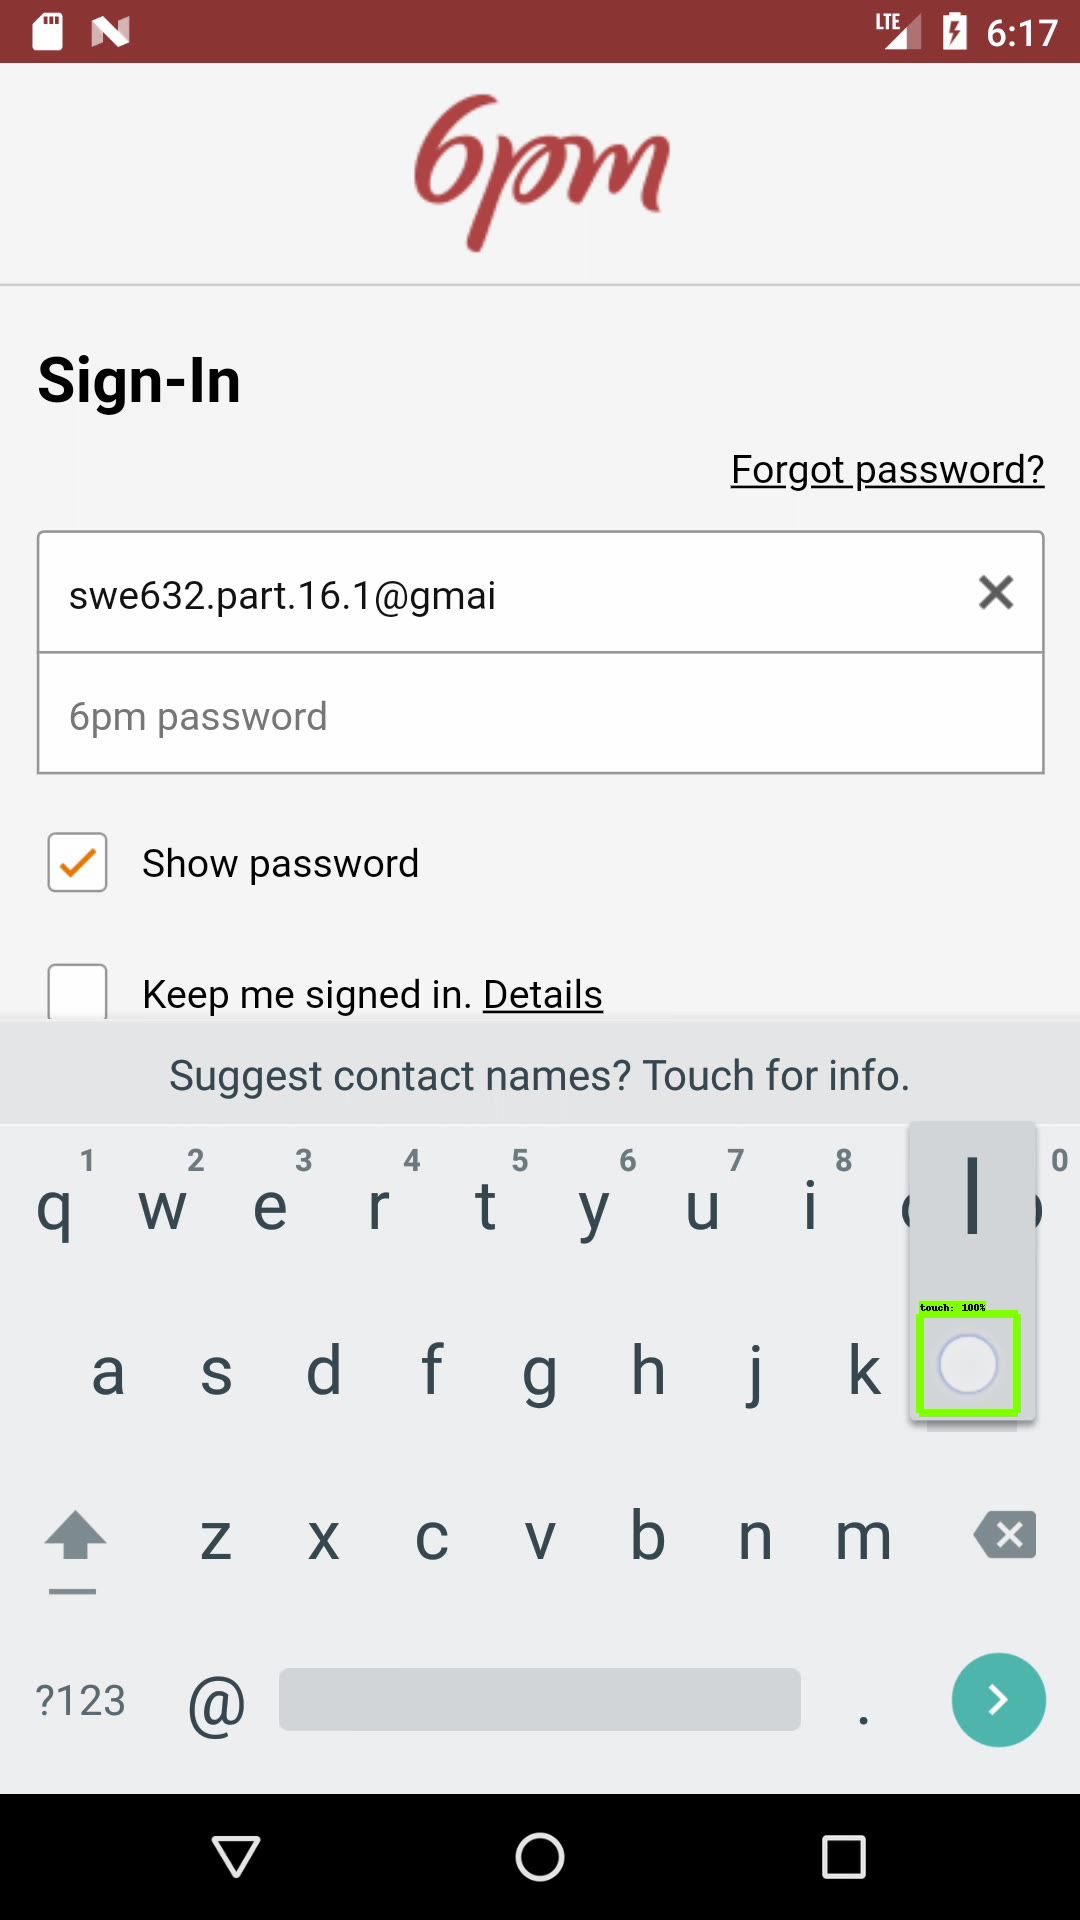 LTE 6:17
6pm
Sign-In
Forgot password?
swe632.part.16.1@gmai
6pm password
Show password
Keep me signed in. Details
Suggest contact names? Touch for info.
1 2 3 4 5 6 7 8 0
q w e r t y u i l
touch: 100%
a s d f g h j k
z x c v b n m
?123 @ .